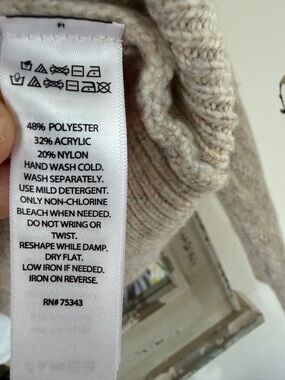 48% POLYESTER
32% ACRYLIC
20% NYLON
HAND WASH COLD.
WASH SEPARATELY.
USE MILD DETERGENT.
ONLY NON-CHLORINE
BLEACH WHEN NEEDED.
DO NOT WRING OR
TWIST.
RESHAPE WHILE DAMP.
DRY FLAT.
LOW IRON IF NEEDED.
IRON ON REVERSE.
RN# 75343